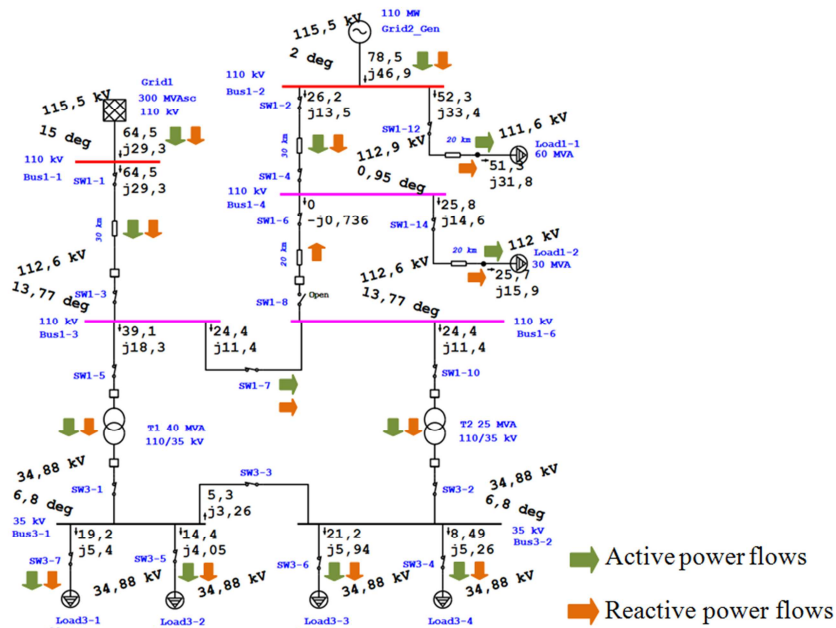 110 MW
Grid2_Gen
115,5 kV
2 deg
78,5
j46,9
110 kV
Bus1-2
Grid1
300 MVAsc
110 kV
115,5 kV
15 deg
64,5
j29,3
110 kV
Bus1-1
SW1-1
64,5
j29,3
30 km
112,6 kV
13,77 deg
SW1-3
SW1-2
26,2
j13,5
30 km
SW1-4
52,3
j33,4
SW1-12
20 km
111,6 kV
Load1-1
60 MVA
51,3
j31,8
112,9 kV
0,95 deg
110 kV
Bus1-4
SW1-6
0
-j0,736
20 km
SW1-8
Open
25,8
j14,6
SW1-14
20 km
112 kV
Load1-2
30 MVA
25,7
j15,9
112,6 kV
13,77 deg
110 kV
Bus1-3
39,1
j18,3
24,4
j11,4
SW1-5
SW1-7
110 kV
Bus1-6
24,4
j11,4
SW1-10
T1 40 MVA
110/35 kV
T2 25 MVA
110/35 kV
34,88 kV
6,8 deg
SW3-1
SW3-3
5,3
j3,26
SW3-2
34,88 kV
6,8 deg
35 kV
Bus3-1
19,2
j5,4
SW3-7
14,4
j4,05
SW3-5
21,2
j5,94
SW3-6
8,49
j5,26
SW3-4
35 kV
Bus3-2
34,88 kV
34,88 kV
34,88 kV
34,88 kV
Load3-1
Load3-2
Load3-3
Load3-4
Active power flows
Reactive power flows